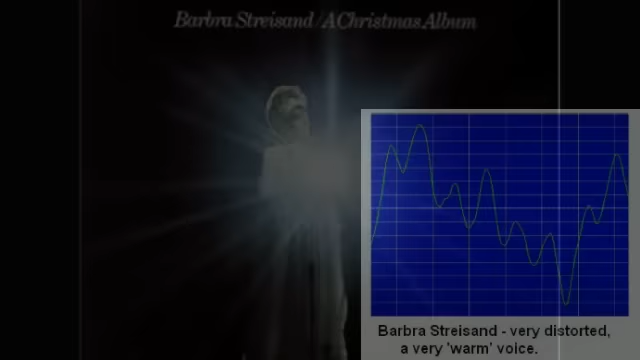 Barbra Streisand / A Christmas Album
Barbra Streisand - very distorted,
a very 'warm' voice.